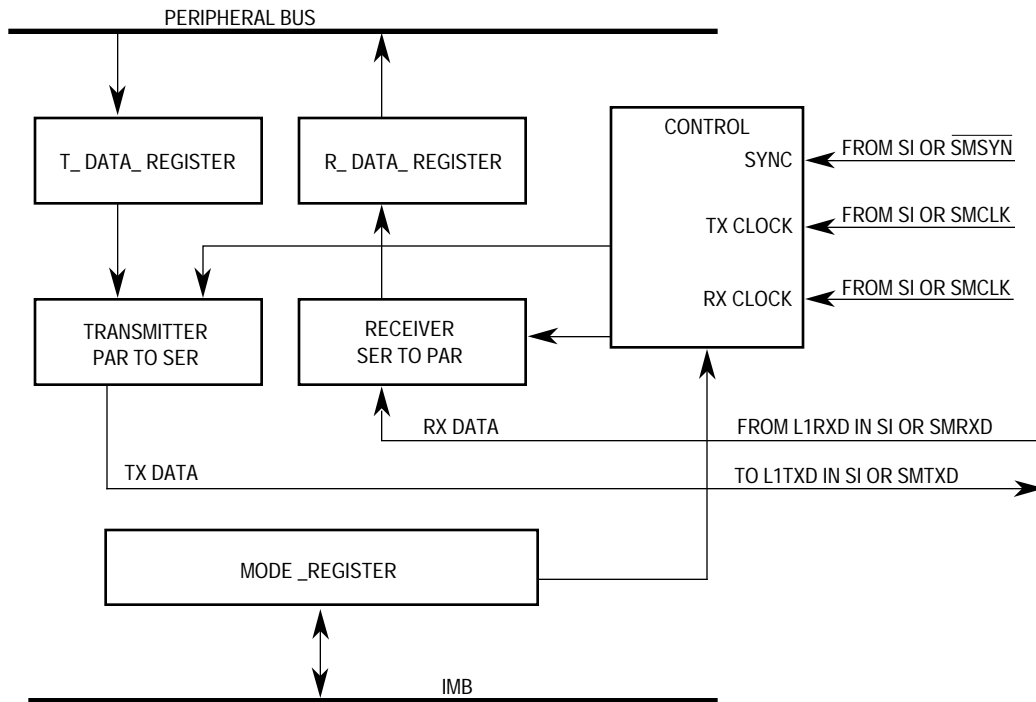 PERIPHERAL BUS
CONTROL
T_ DATA_ REGISTER
R_ DATA_ REGISTER
SYNC
FROM SI OR SMSYN
TX CLOCK
FROM SI OR SMCLK
RX CLOCK
FROM SI OR SMCLK
TRANSMITTER
PAR TO SER
RECEIVER
SER TO PAR
RX DATA
FROM L1RXD IN SI OR SMRXD
TX DATA
TO L1TXD IN SI OR SMTXD
MODE _REGISTER
IMB